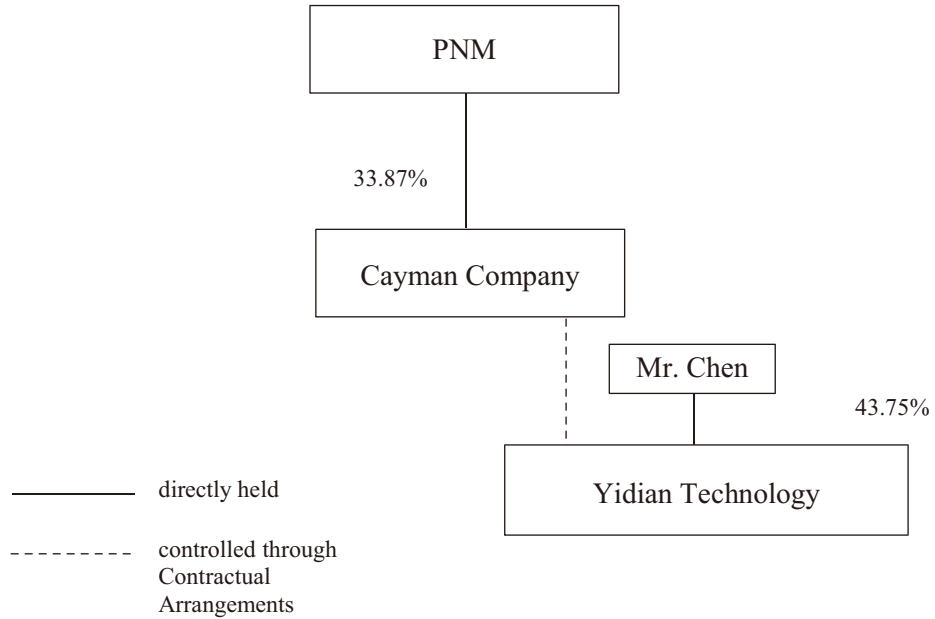 PNM
33.87%
Cayman Company
Mr. Chen
43.75%
Yidian Technology
directly held
controlled through
Contractual
Arrangements